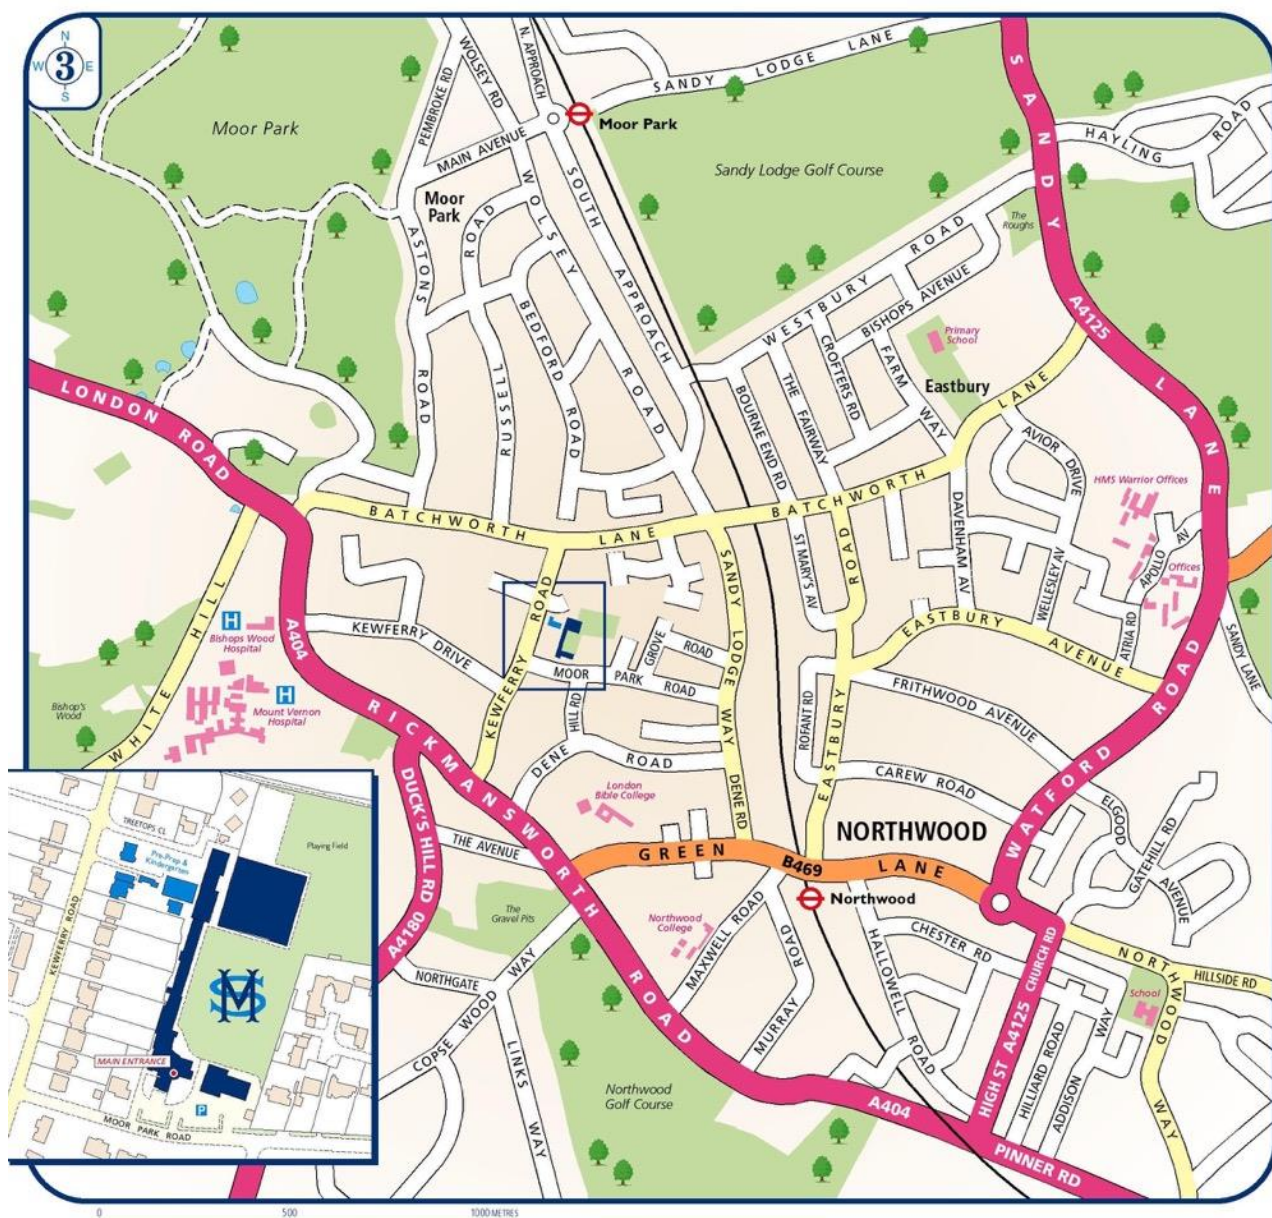 N
W 3 E
S
Moor Park
PEMBROKE RD
WOLSEY RD
N. APPROACH
SANDY LODGE LANE
Moor Park
MAIN AVENUE
Moor
Park
Sandy Lodge Golf Course
SANDY LANE
HAYLING ROAD
The
Roughs
ASTONS ROAD
RUSSELL ROAD
BEDFORD ROAD
WOLSEY ROAD
SOUTH APPROACH
WESTBURY ROAD
BISHOPS AVENUE
A4125
CROFTERS RD
FARM WAY
THE FAIRWAY
BOURNE END RD
Primary
School
Eastbury
LONDON ROAD
BATCHWORTH LANE
BATCHWORTH LANE
AVIOR DRIVE
HMS Warrior Offices
APOLLO AV
Offices
ATRIA RD
WELLESLEY AV
DAVENHAM AV
ST MARY'S AV
EASTBURY ROAD
EASTBURY AVENUE
SANDY LANE
WHITE HILL
Bishop's
Wood
H
Bishops Wood
Hospital
H
Mount Vernon
Hospital
A404
KEWFERRY DRIVE
KEWFERRY ROAD
MOOR PARK ROAD
GROVE ROAD
HILL RD
DENE ROAD
SANDY LODGE WAY
DENE RD
ROFANT RD
FRITHWOOD AVENUE
CAREW ROAD
WATFORD ROAD
ELGOOD AVENUE
GATEHILL RD
RICKMANSWORTH ROAD
DUCK'S HILL RD
A4180
THE AVENUE
London
Bible College
GREEN LANE
B469
NORTHWOOD
Northwood
The
Gravel Pits
Northwood
College
MAXWELL ROAD
MURRAY ROAD
HALLOWELL ROAD
CHESTER RD
CHURCH RD
HIGH ST A4125
NORTHWOOD WAY
HILLSIDE RD
School
HILLIARD ROAD
ADDISON WAY
NORTHGATE
COPSE WOOD WAY
LINKS WAY
Northwood
Golf Course
A404
PINNER RD
TREETOPS CL
Pre-Prep &
Kindergarten
Playing Field
KEWFERRY ROAD
MSV
MAIN ENTRANCE
P
MOOR PARK ROAD
0 500 1000 METRES